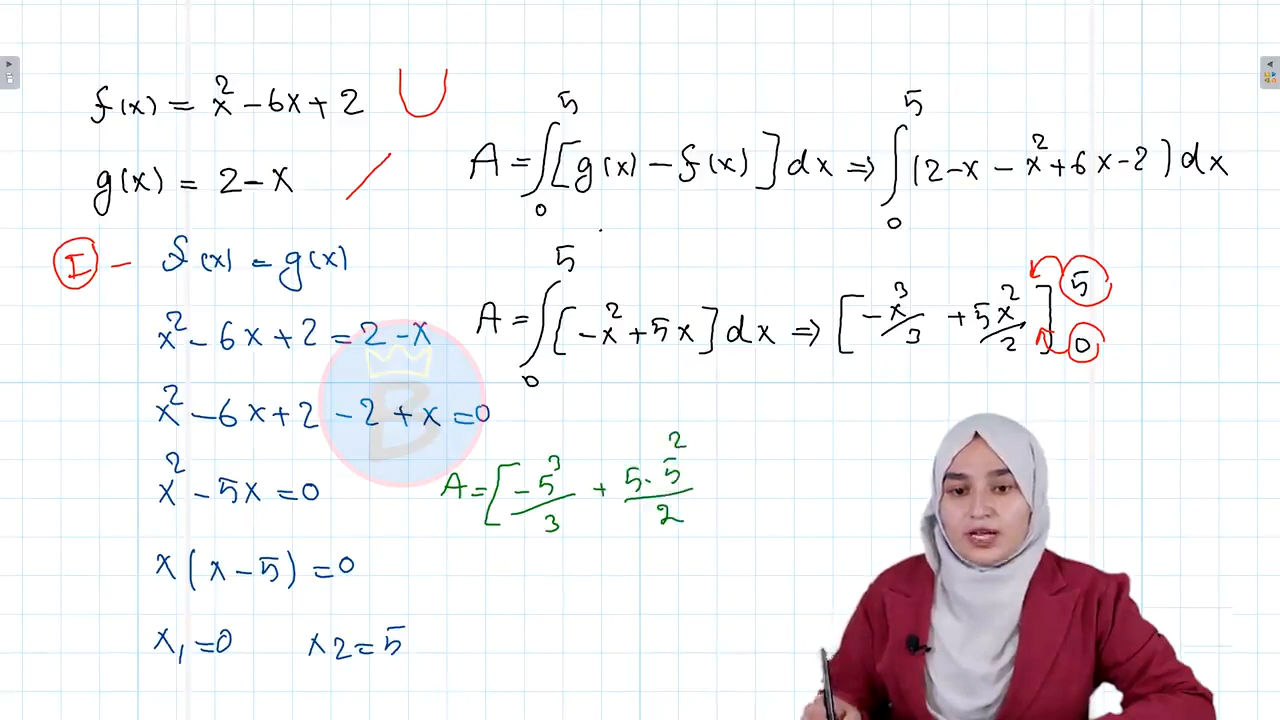 f(x) = x² - 6x + 2
g(x) = 2 - x
I - f(x) = g(x)
x² - 6x + 2 = 2 - x
x² - 6x + 2 - 2 + x = 0
x² - 5x = 0
x(x - 5) = 0
x₁ = 0 x2 = 5
A = ∫₀⁵ [g(x) - f(x)] dx ⇒ ∫₀⁵ (2 - x - x² + 6x - 2) dx
A = ∫₀⁵ [-x² + 5x] dx ⇒ [-x³/3 + 5x²/2] 5 0
A = [-5³/3 + 5·5²/2
B